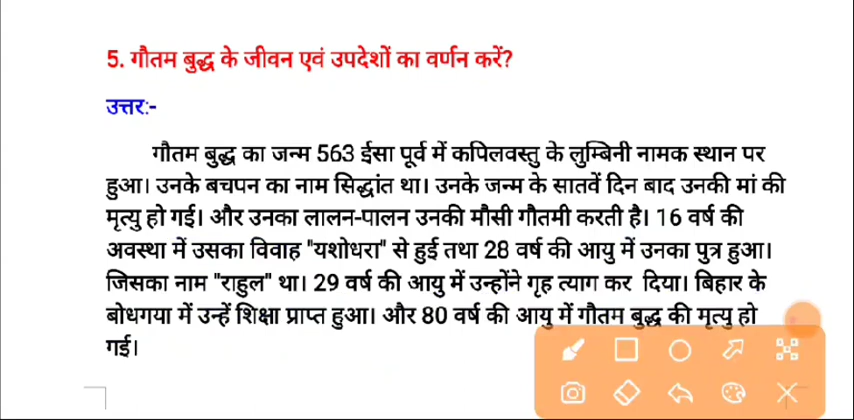 5. गौतम बुद्ध के जीवन एवं उपदेशों का वर्णन करें?
उत्तर:-
गौतम बुद्ध का जन्म 563 ईसा पूर्व में कपिलवस्तु के लुम्बिनी नामक स्थान पर
हुआ। उनके बचपन का नाम सिद्धांत था। उनके जन्म के सातवें दिन बाद उनकी मां की
मृत्यु हो गई। और उनका लालन-पालन उनकी मौसी गौतमी करती है। 16 वर्ष की
अवस्था में उसका विवाह "यशोधरा" से हुई तथा 28 वर्ष की आयु में उनका पुत्र हुआ।
जिसका नाम "राहुल" था। 29 वर्ष की आयु में उन्होंने गृह त्याग कर दिया। बिहार के
बोधगया में उन्हें शिक्षा प्राप्त हुआ। और 80 वर्ष की आयु में गौतम बुद्ध की मृत्यु हो
गई।